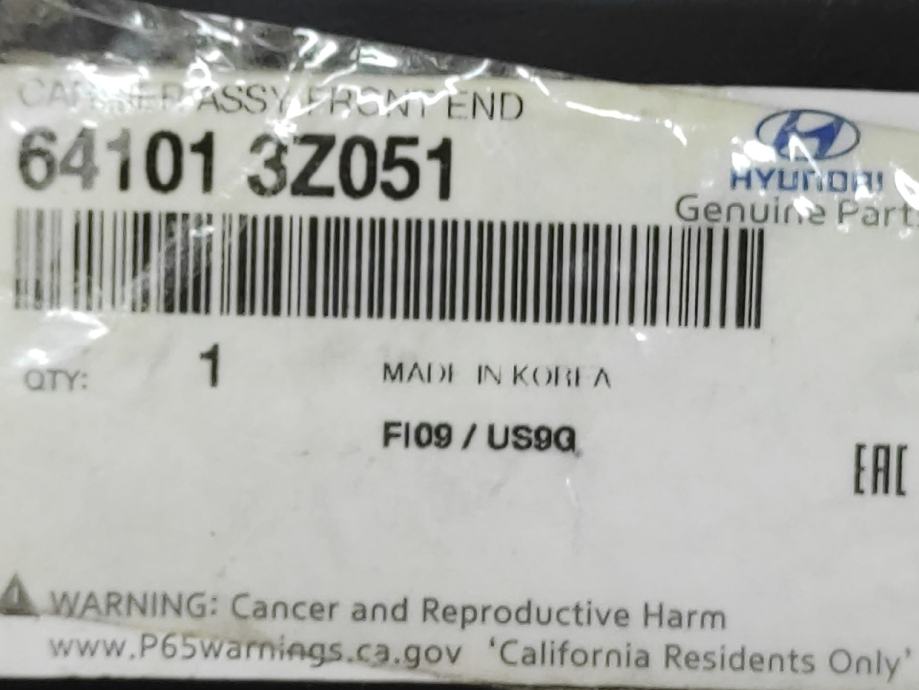 CARRIER ASSY-FRONT END
64101 3Z051
HYUNDAI
Genuine Part
QTY: 1 MADE IN KOREA
FI09 / US9G
EAC
WARNING: Cancer and Reproductive Harm
www.P65warnings.ca.gov 'California Residents Only'